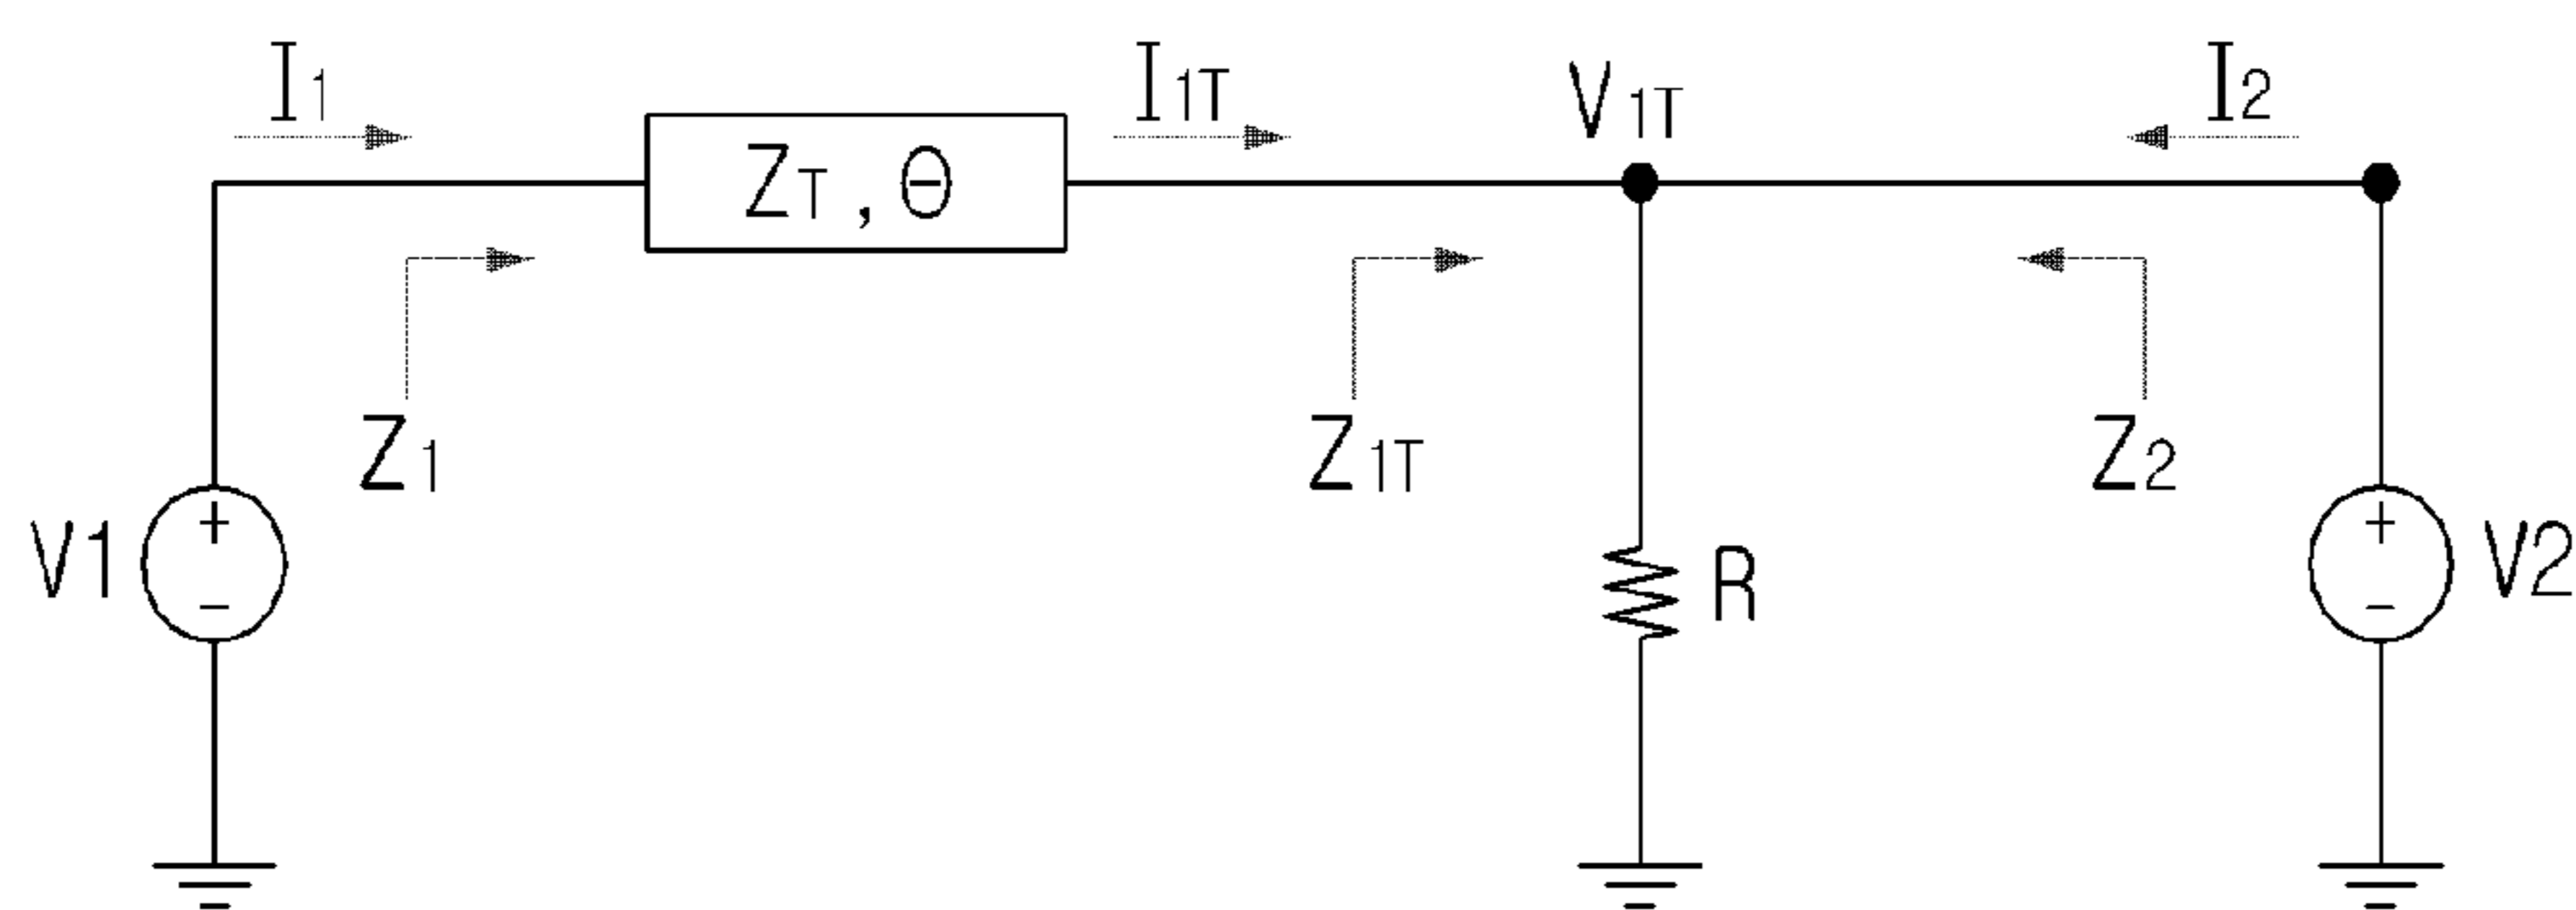 I1 I1T V1T I2
ZT , θ
Z1 Z1T Z2
V1 + − R + − V2